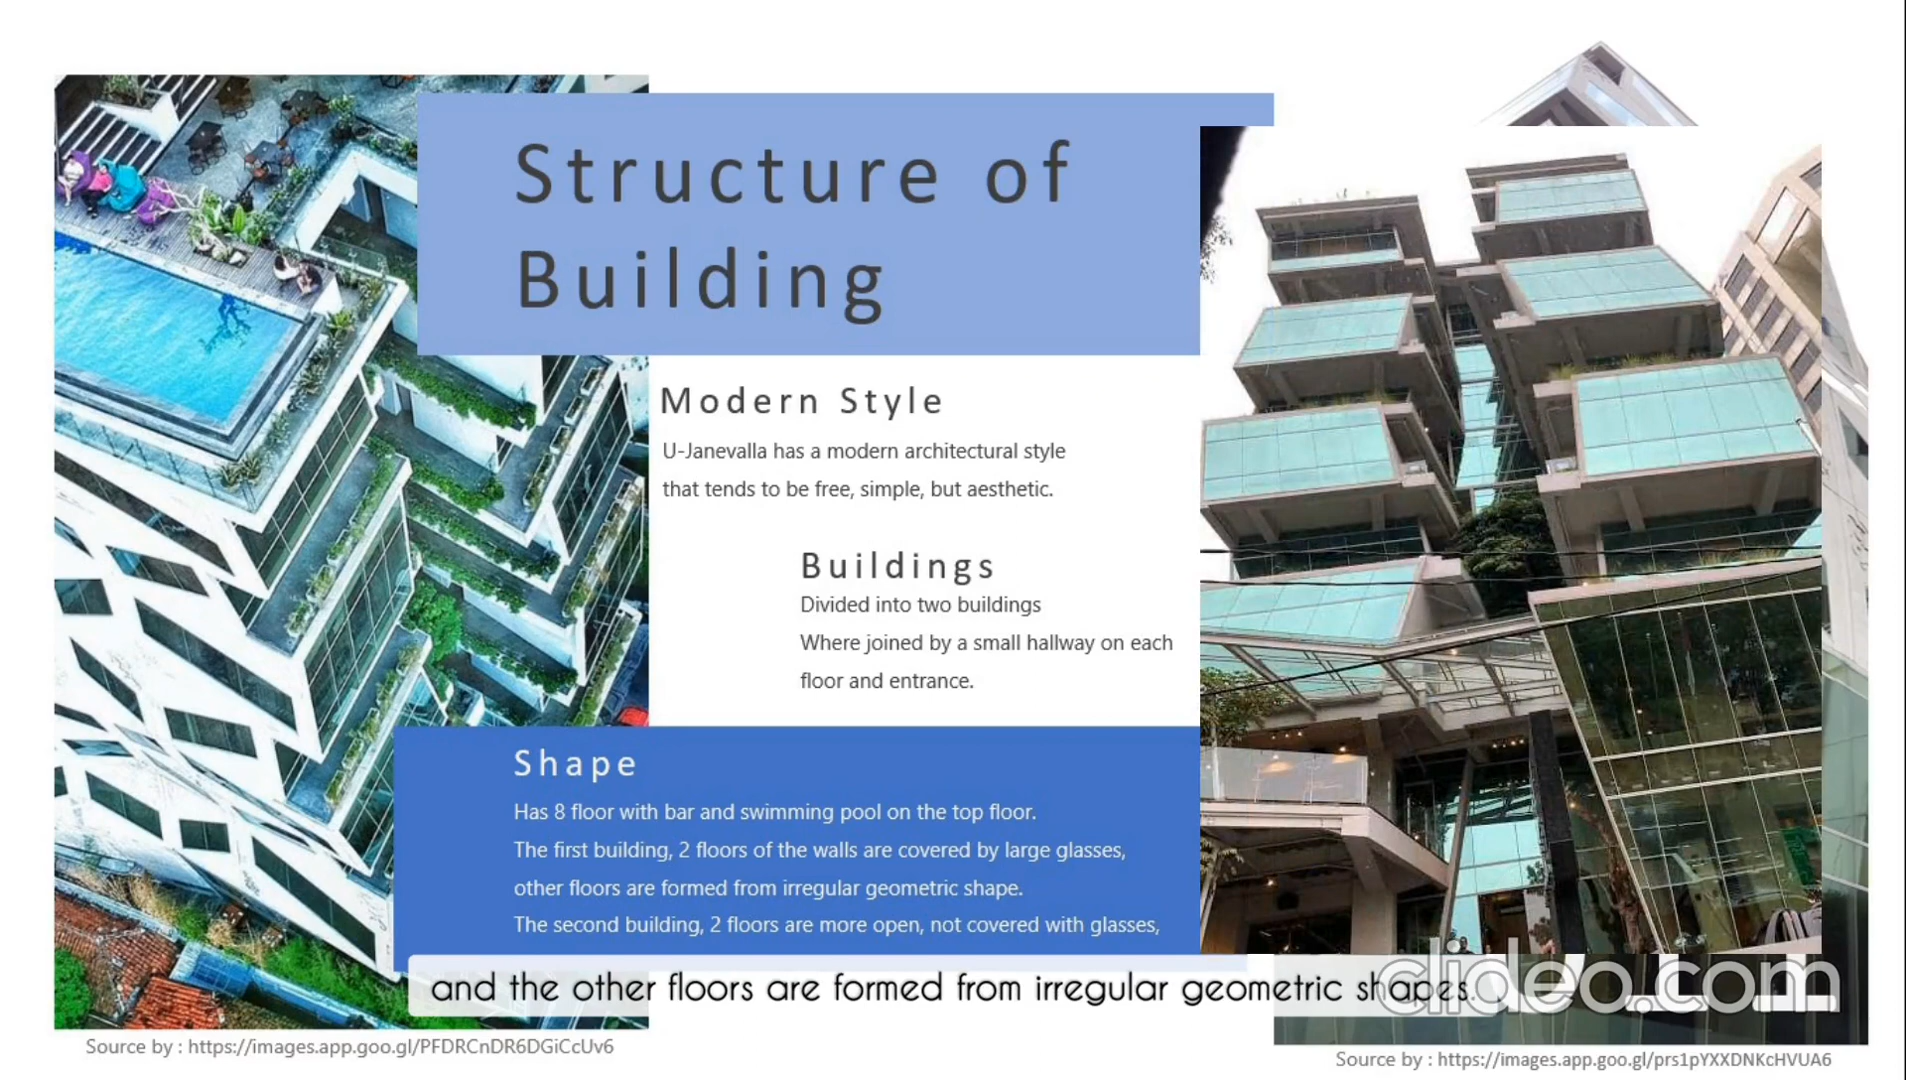 Structure of
Building
Modern Style
U-Janevalla has a modern architectural style
that tends to be free, simple, but aesthetic.
Buildings
Divided into two buildings
Where joined by a small hallway on each
floor and entrance.
Shape
Has 8 floor with bar and swimming pool on the top floor.
The first building, 2 floors of the walls are covered by large glasses,
other floors are formed from irregular geometric shape.
The second building, 2 floors are more open, not covered with glasses,
and the other floors are formed from irregular geometric shapes.
clideo.com
Source by : https://images.app.goo.gl/PFDRCnDR6DGiCcUv6
Source by : https://images.app.goo.gl/prs1pYXXDNKcHVUA6